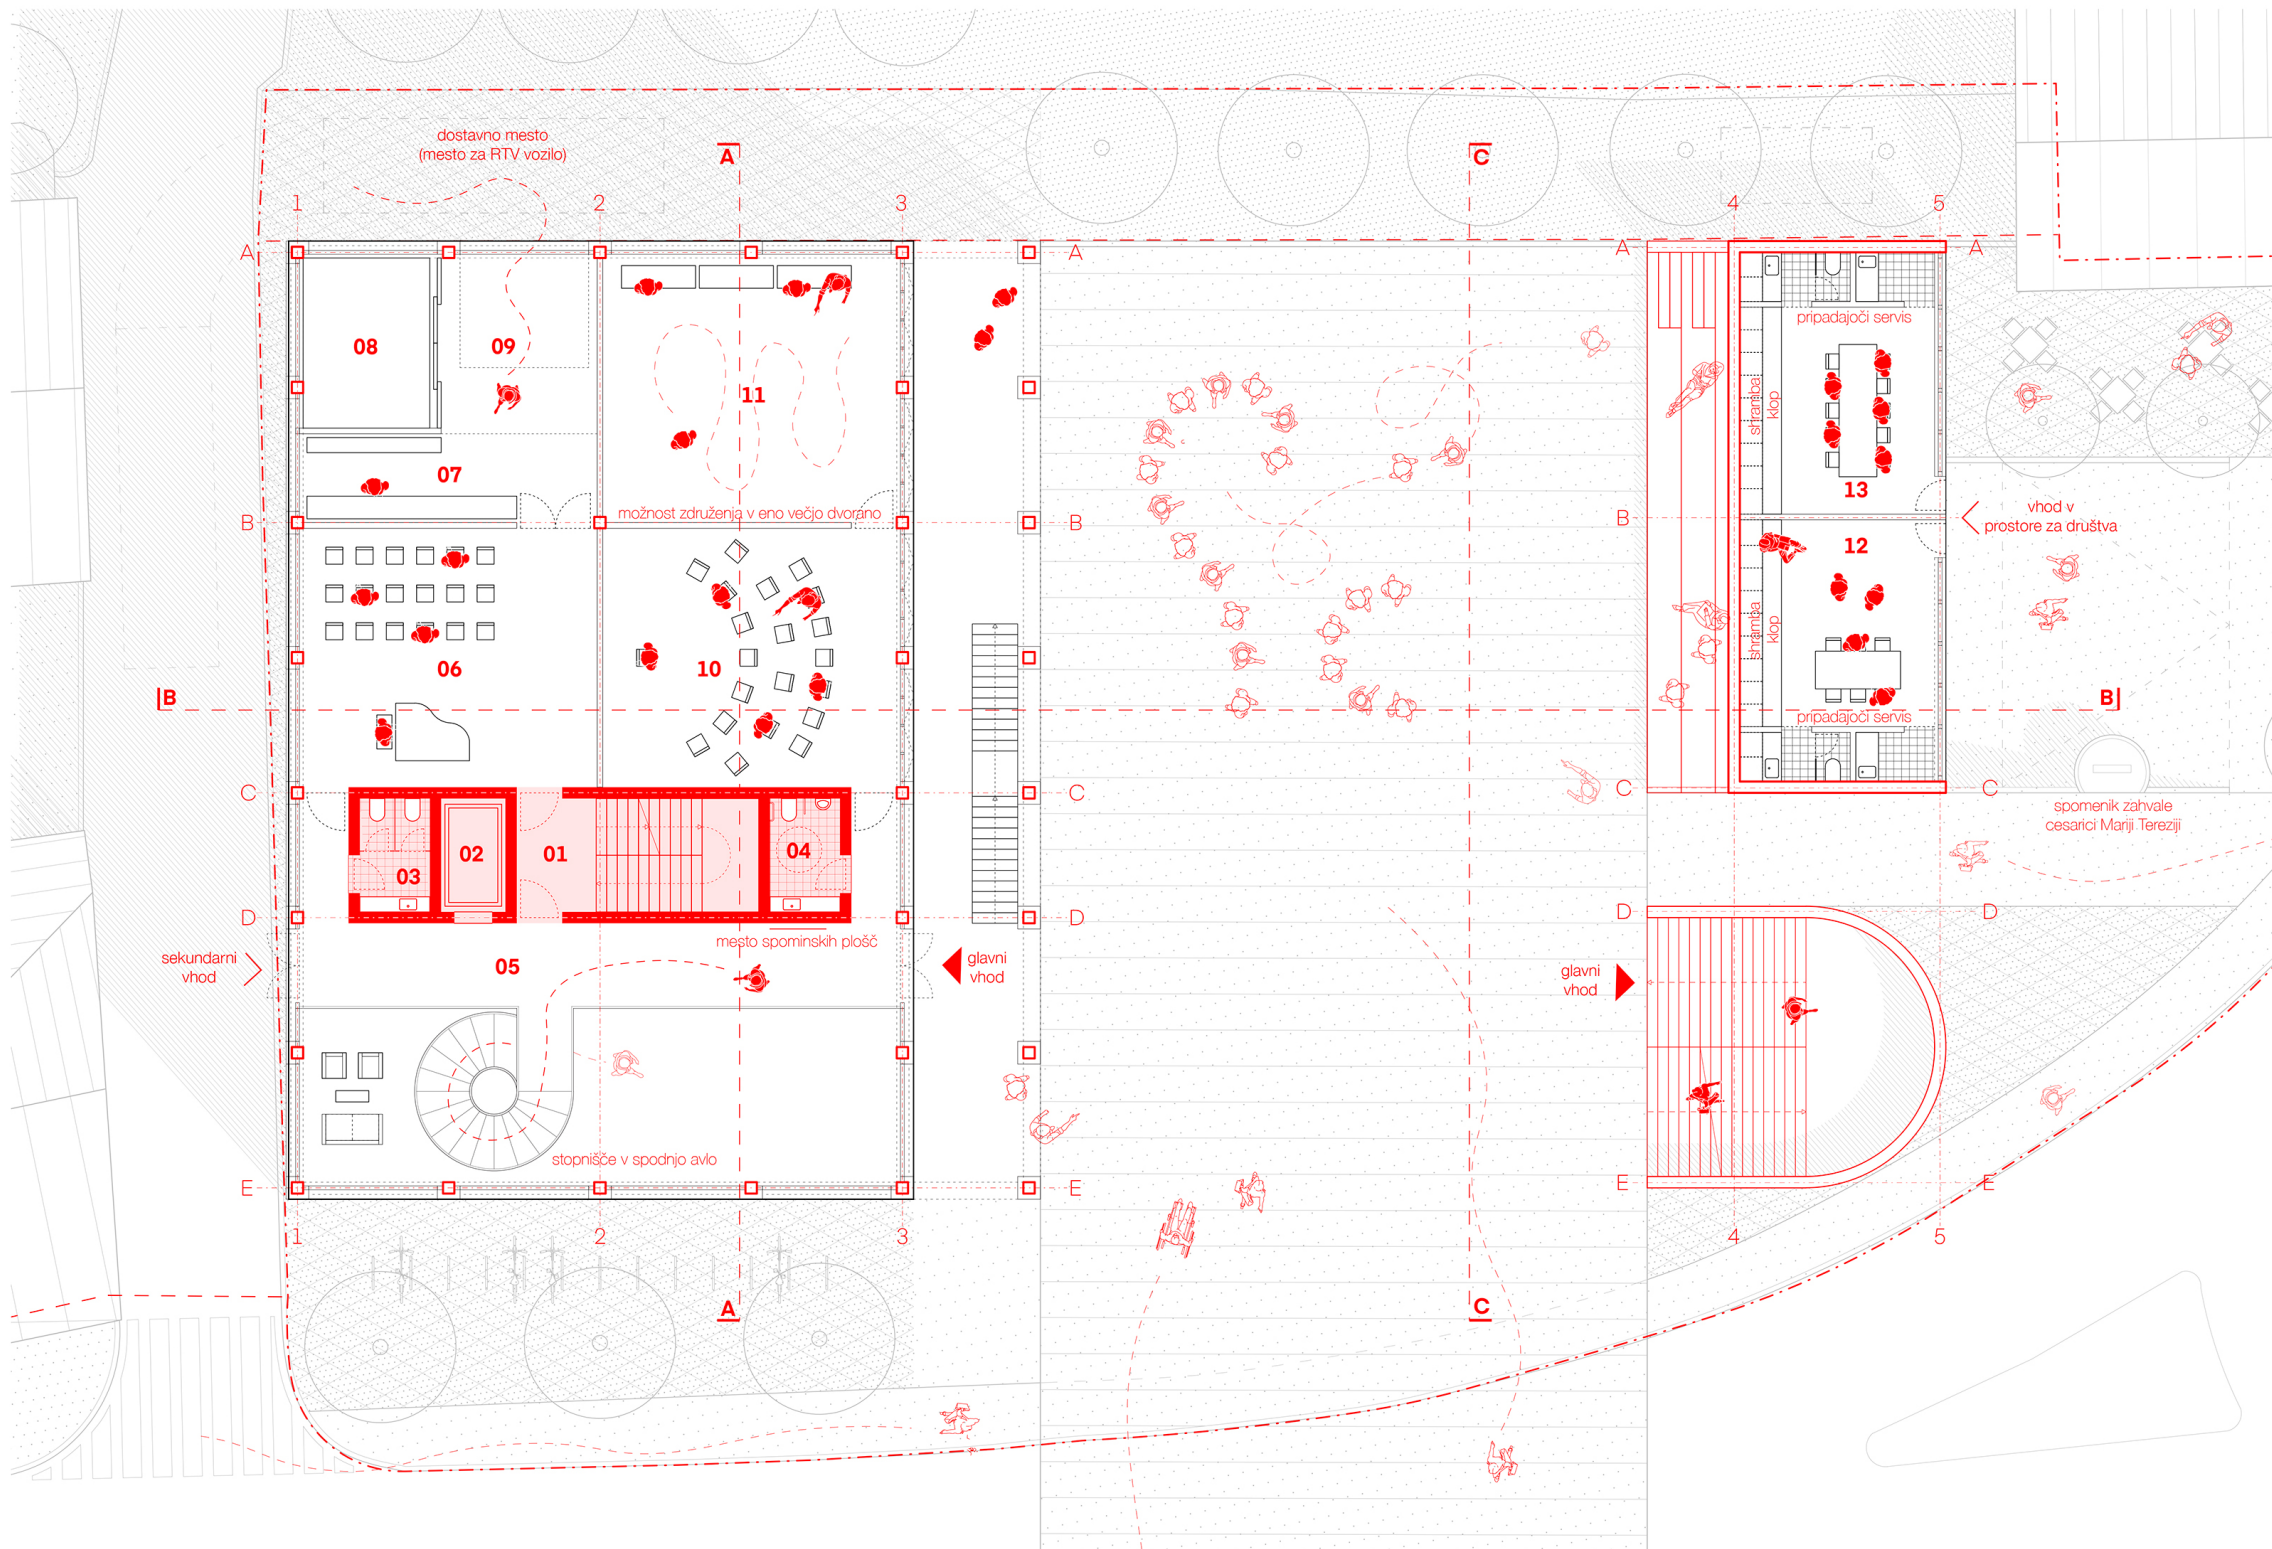 dostavno mesto
(mesto za RTV vozilo)
A
C
1
2
3
4
5
A
A
A
A
08
09
11
07
B
B
B
možnost združenja v eno večjo dvorano
pripadajoči servis
shramba
klop
13
12
vhod v
prostore za društva
shramba
klop
pripadajoči servis
06
10
B
B
C
C
C
C
spomenik zahvale
cesarici Mariji Tereziji
03
02
01
04
D
D
D
D
mesto spominskih plošč
sekundarni
vhod
05
glavni
vhod
glavni
vhod
stopnišče v spodnjo avlo
E
E
E
E
1
2
3
4
5
A
C